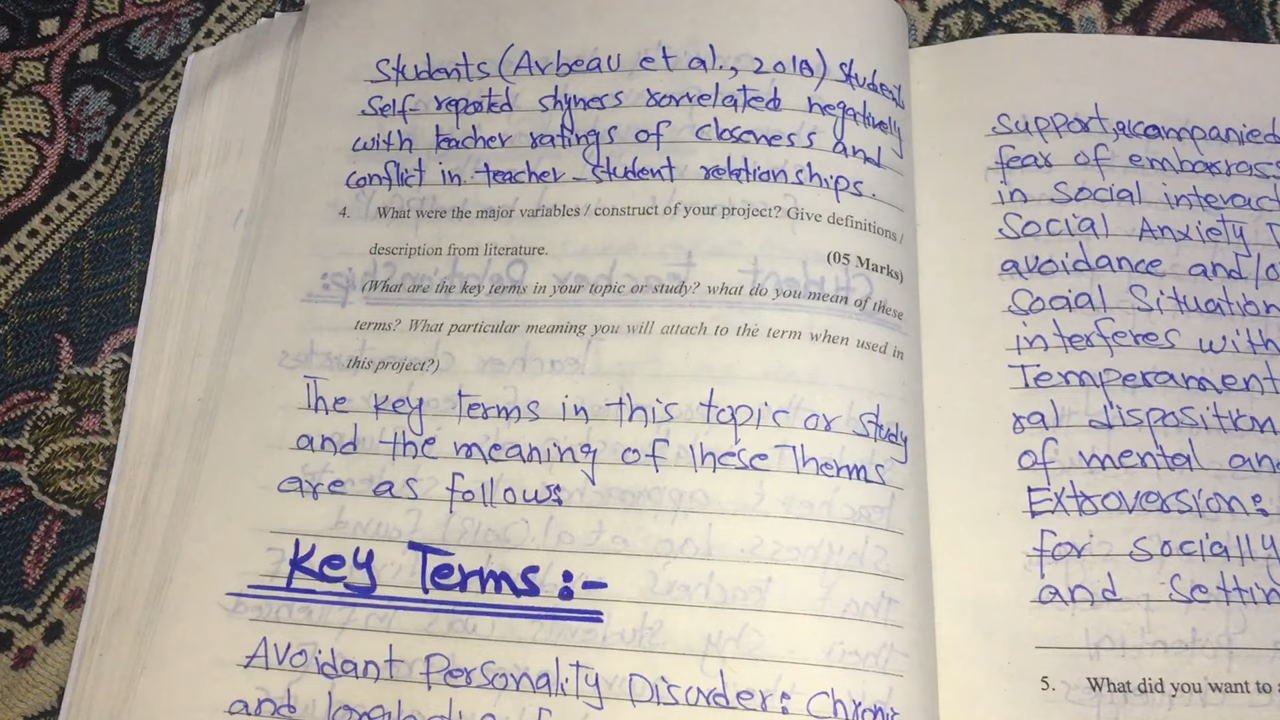 Students (Arbeau et al., 2010) student
Self-reported shyness correlated negatively
with teacher ratings of closeness and
conflict in teacher-student relationships.
4. What were the major variables / construct of your project? Give definitions /
description from literature.
(05 Marks)
(What are the key terms in your topic or study? what do you mean of these
terms? What particular meaning you will attach to the term when used in
this project?)
The key terms in this topic or study
and the meaning of these Therms
are as follows
Key Terms :-
Avoidant Personality Disorder: Chronic
and
support, accompanied
fear of embarras
in Social interact
Social Anxiety
avoidance and/o
Social Situation
interferes with
Temperament
ral disposition
of mental an
Extroversion:
for socially
and Settin
5. What did you want to